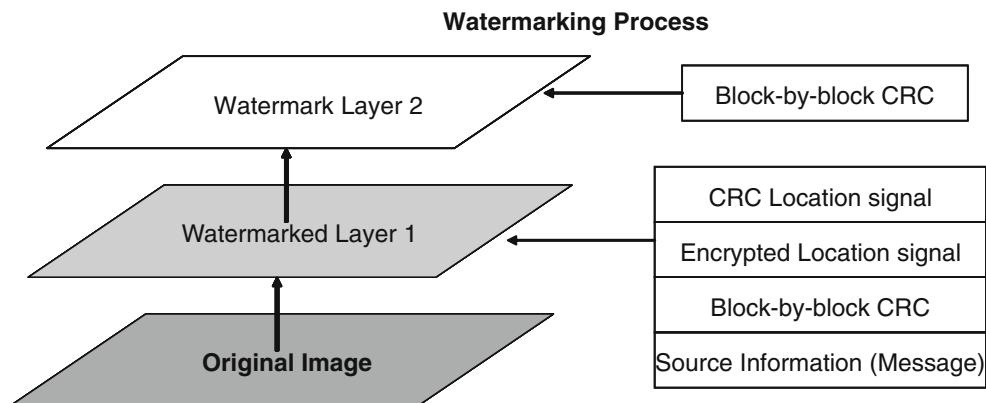 Watermarking Process
Watermark Layer 2
Block-by-block CRC
Watermarked Layer 1
CRC Location signal
Encrypted Location signal
Block-by-block CRC
Source Information (Message)
Original Image